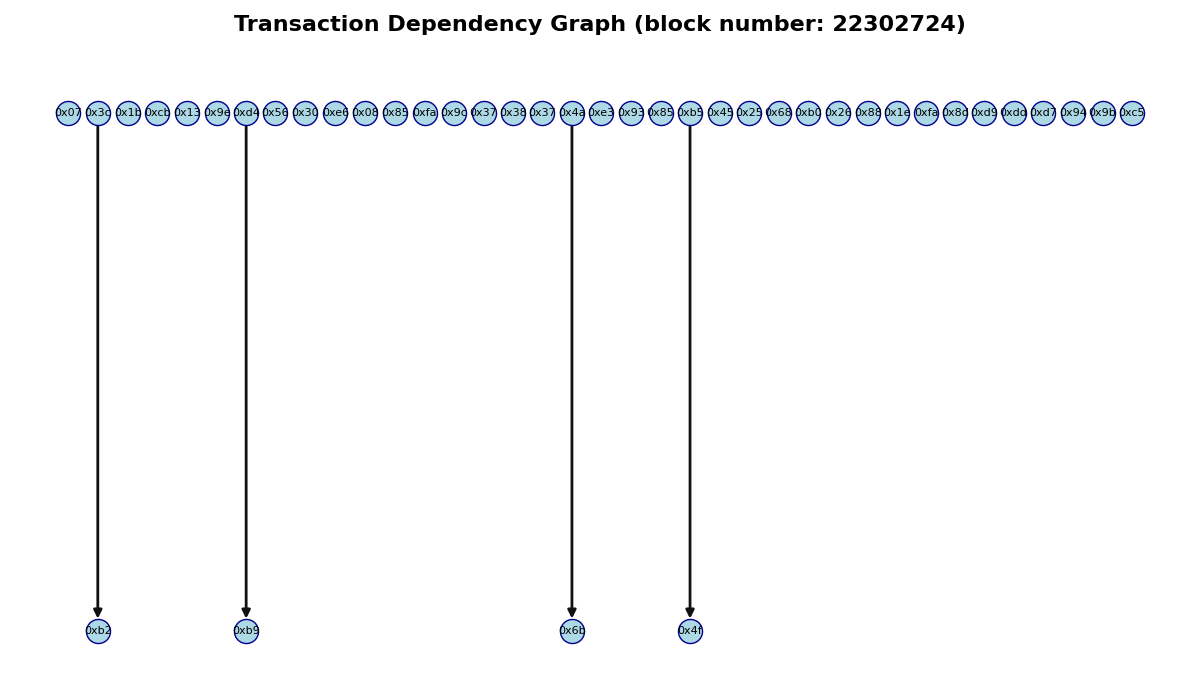 Transaction Dependency Graph (block number: 22302724)
0x07 0x3c 0x1b 0xcb 0x13 0x9e 0xd4 0x56 0x30 0xe6 0x08 0x85 0xfa 0x9c 0x37 0x38 0x37 0x4a 0xe3 0x93 0x85 0xb5 0x45 0x25 0x68 0xb0 0x26 0x88 0x1e 0xfa 0x8d 0xd9 0xdd 0xd7 0x94 0x9b 0xc5
0xb2 0xb9 0x6b 0x4f